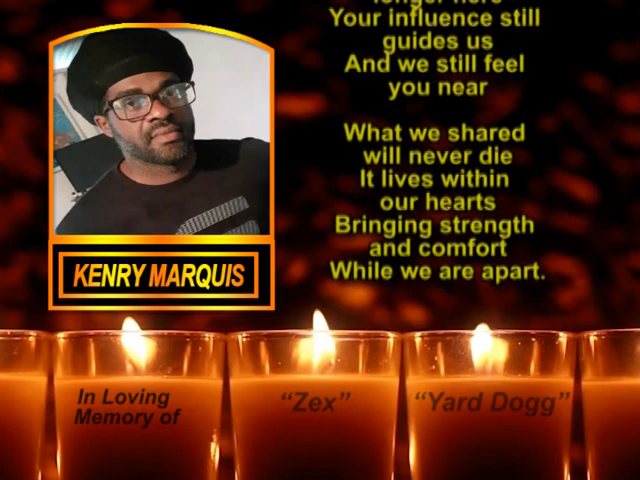 longer here
Your influence still
guides us
And we still feel
you near
What we shared
will never die
It lives within
our hearts
Bringing strength
and comfort
While we are apart.
KENRY MARQUIS
In Loving
Memory of
“Zex”
“Yard Dogg”